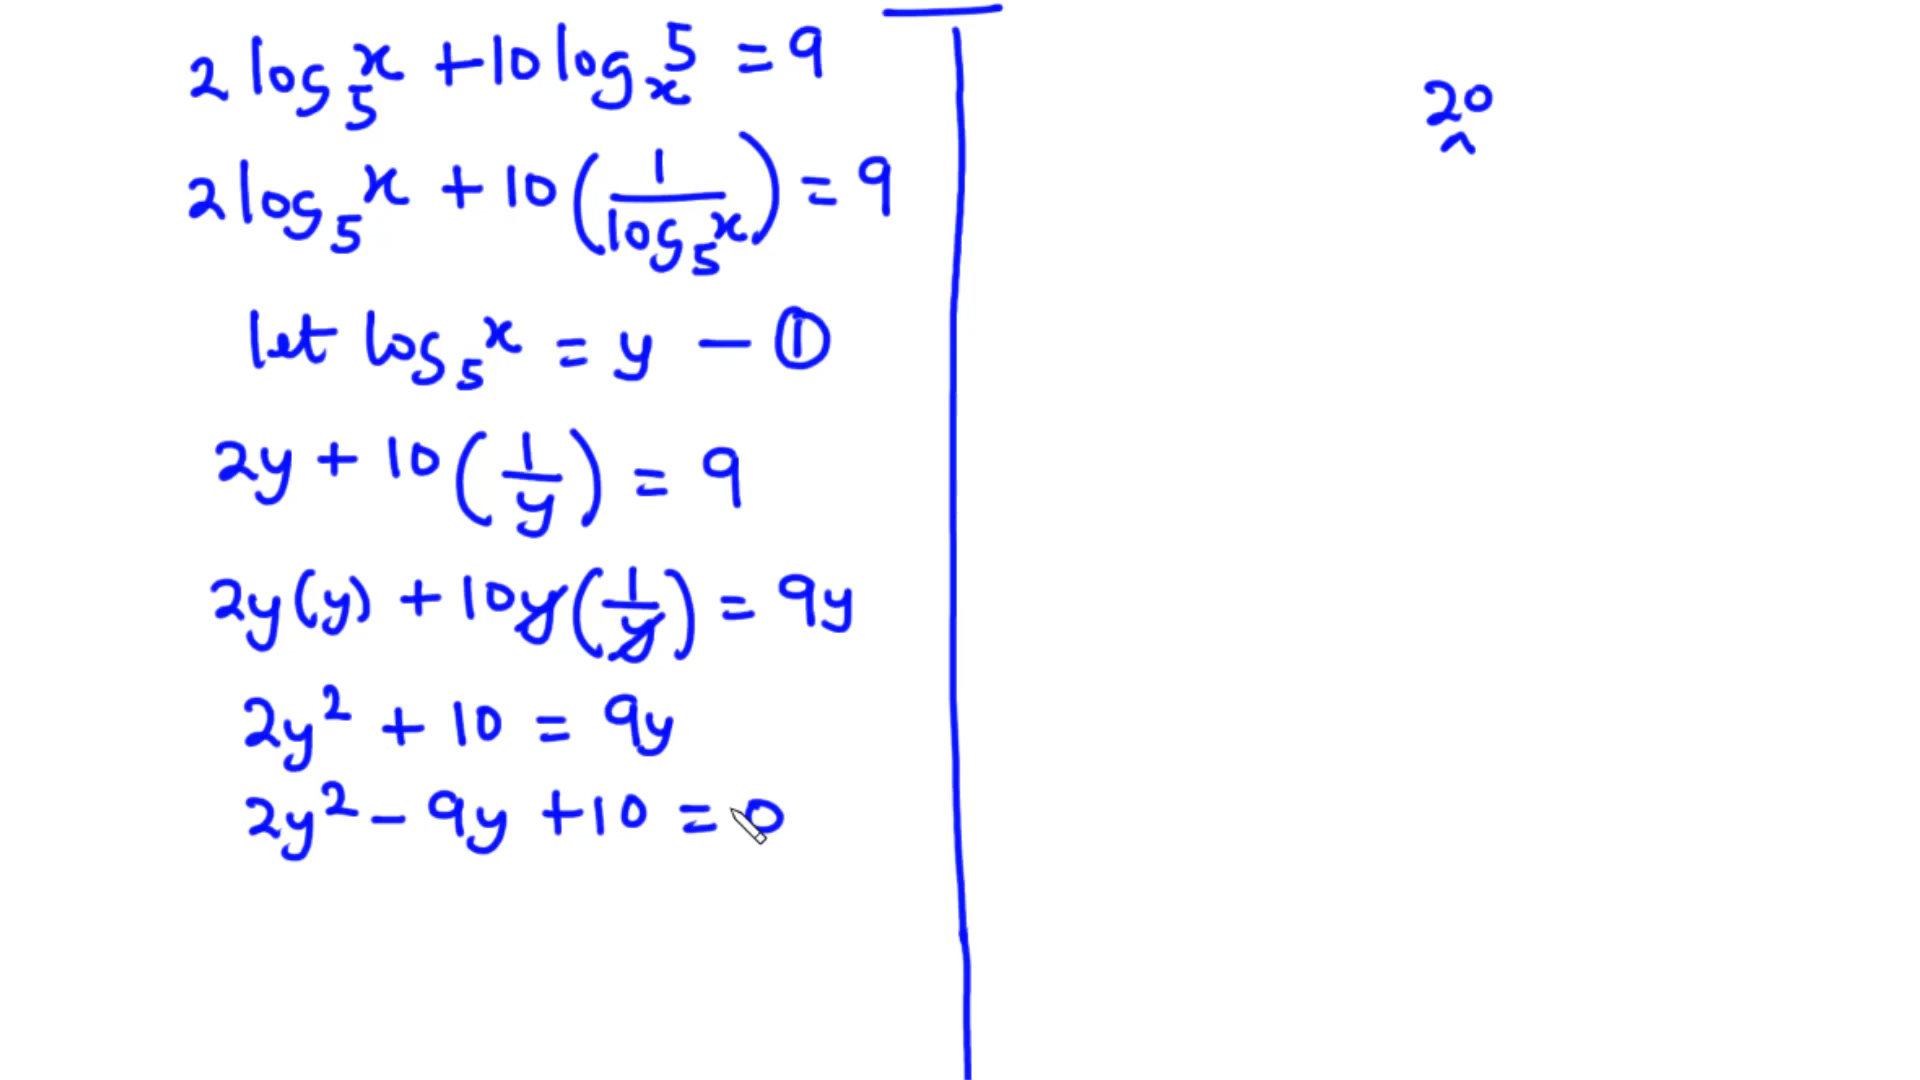 2 log₅ x + 10 log ₓ 5 = 9
2 log₅ x + 10 (1/log₅ x) = 9
let log₅ x = y – ①
2y + 10 (1/y) = 9
2y(y) + 10y (1/y) = 9y
2y² + 10 = 9y
2y² – 9y + 10 = 0
20